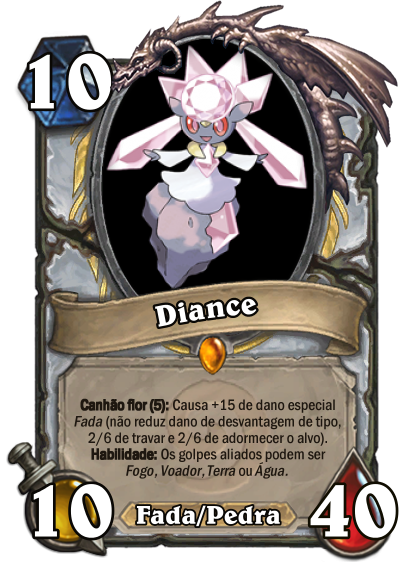 10
Diance
Canhão flor (5): Causa +15 de dano especial
Fada (não reduz dano de desvantagem de tipo,
2/6 de travar e 2/6 de adormecer o alvo).
Habilidade: Os golpes aliados podem ser
Fogo, Voador, Terra ou Água.
10 Fada/Pedra 40